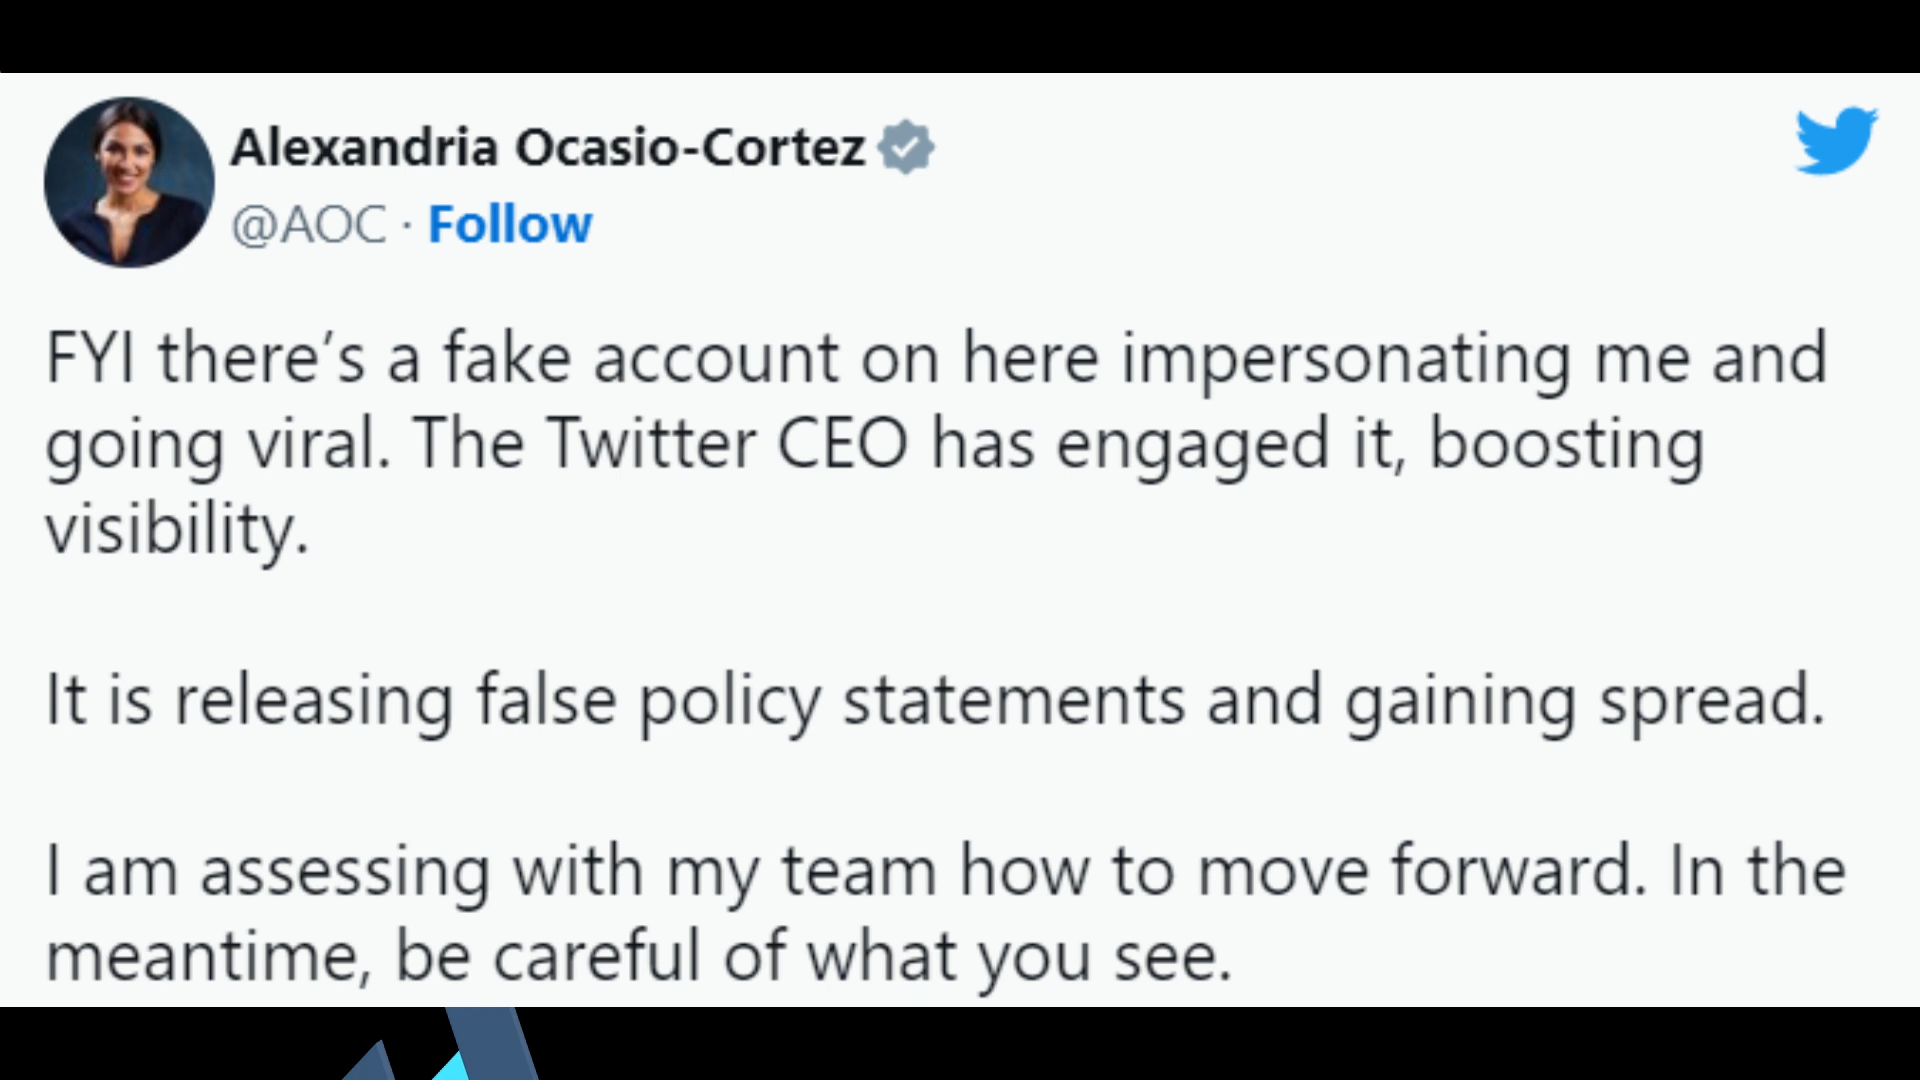 Alexandria Ocasio-Cortez
@AOC · Follow
FYI there’s a fake account on here impersonating me and
going viral. The Twitter CEO has engaged it, boosting
visibility.
It is releasing false policy statements and gaining spread.
I am assessing with my team how to move forward. In the
meantime, be careful of what you see.